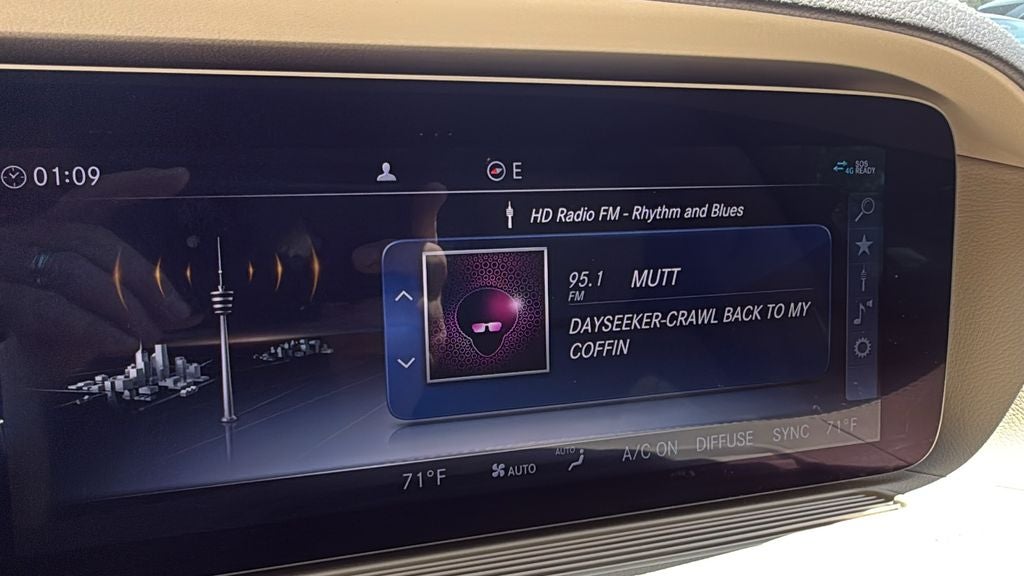 01:09
E
SOS
4G READY
HD Radio FM - Rhythm and Blues
95.1 MUTT
FM
DAYSEEKER-CRAWL BACK TO MY
COFFIN
71°F
AUTO
AUTO
A/C ON
DIFFUSE
SYNC
71°F